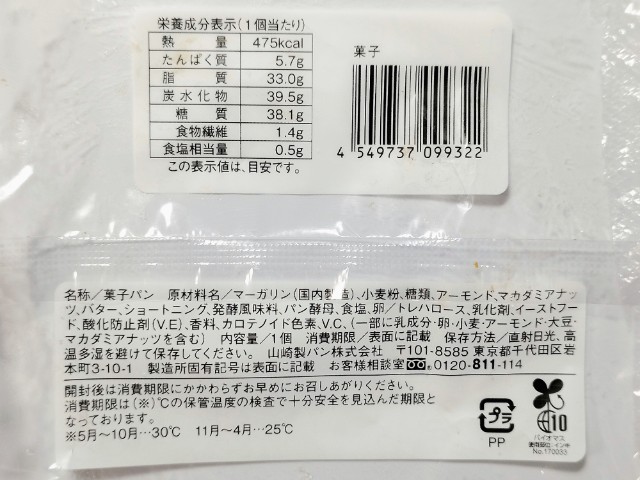 栄養成分表示(1個当たり)
熱量 475kcal
たんぱく質 5.7g
脂質 33.0g
炭水化物 39.5g
糖質 38.1g
食物繊維 1.4g
食塩相当量 0.5g
この表示値は、目安です。
菓子
4 549737 099322
名称/菓子パン 原材料名/マーガリン(国内製造)、小麦粉、糖類、アーモンド、マカダミアナッ
ツ、バター、ショートニング、発酵風味料、パン酵母、食塩、卵/トレハロース、乳化剤、イーストフー
ド、酸化防止剤(V.E)、香料、カロテノイド色素、V.C、(一部に乳成分・卵・小麦・アーモンド・大豆・
マカダミアナッツを含む) 内容量/1個 消費期限/表面に記載 保存方法/直射日光、高
温多湿を避けて保存してください。 山崎製パン株式会社 〒101-8585 東京都千代田区岩
本町3-10-1 製造所固有記号は表面に記載 お客様相談室 0120-811-114
開封後は消費期限にかかわらずお早めにお召しあがりください。
消費期限は(※)℃の保管温度の検査で十分安全を見込んだ期限と
なっております。
※5月〜10月…30℃ 11月〜4月…25℃
プラ
PP
10
バイオマス
使用部位:インキ
No.170033